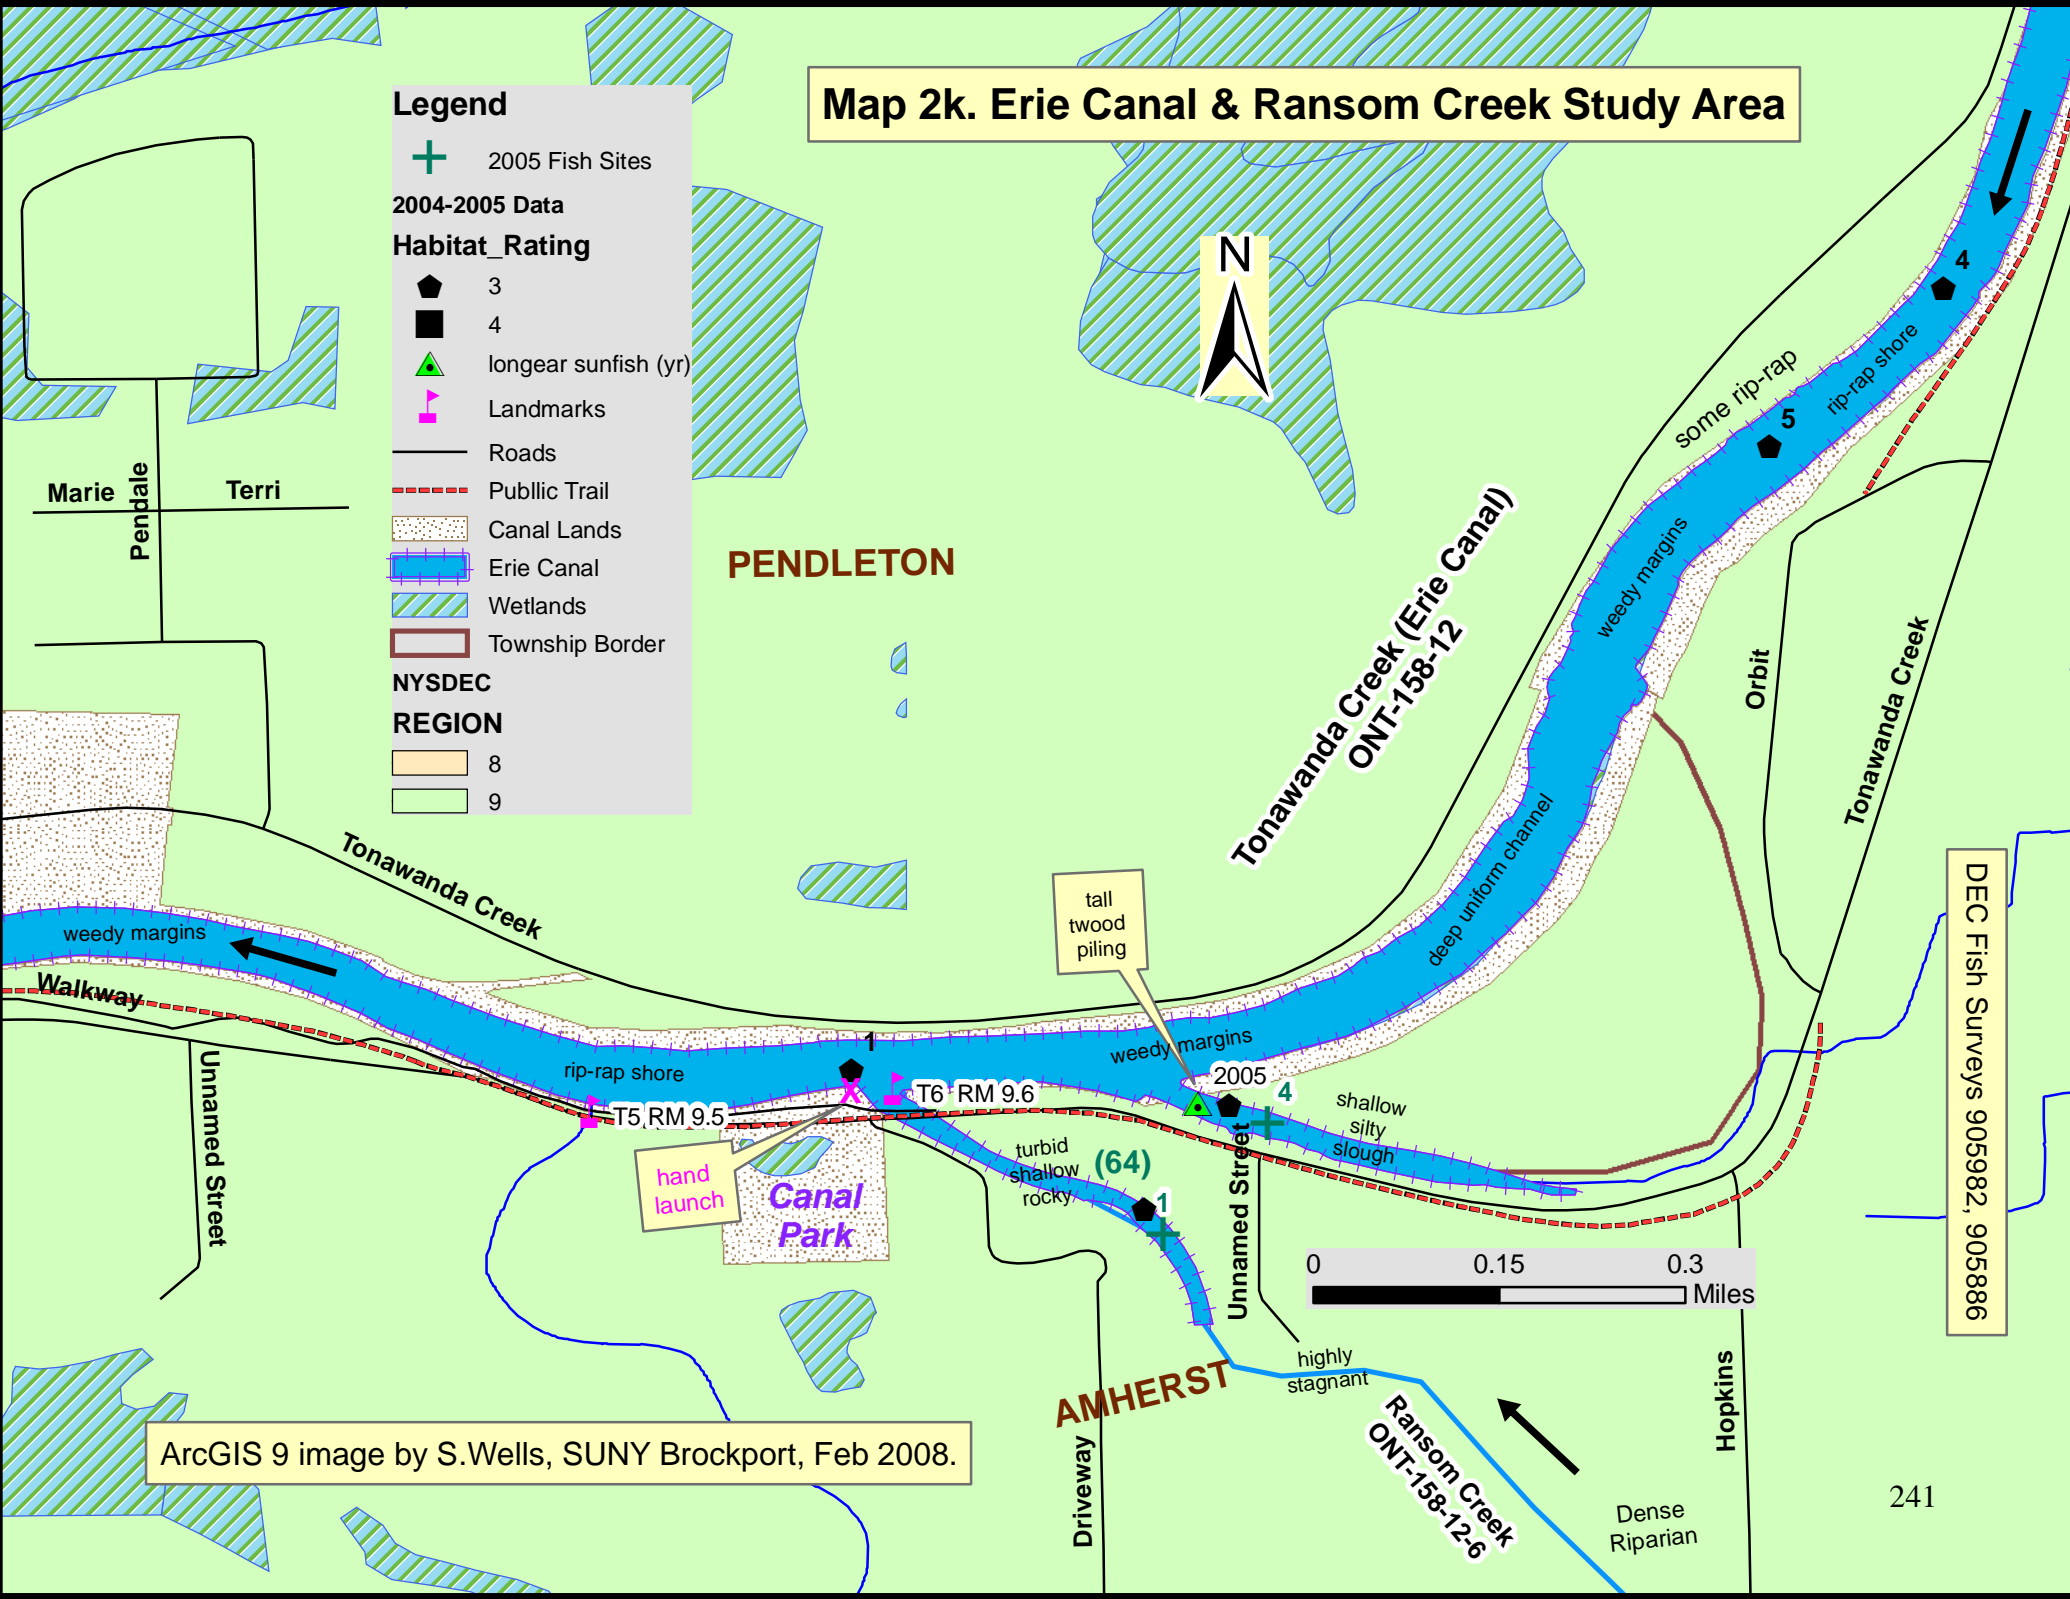 Map 2k. Erie Canal & Ransom Creek Study Area
Legend
2005 Fish Sites
2004-2005 Data
Habitat_Rating
3
4
longear sunfish (yr)
Landmarks
Roads
Publlic Trail
Canal Lands
Erie Canal
Wetlands
Township Border
NYSDEC
REGION
8
9
N
4
rip-rap shore
5
some rip-rap
weedy margins
Marie
Pendale
Terri
PENDLETON
Tonawanda Creek (Erie Canal)
ONT-158-12
Orbit
Tonawanda Creek
deep uniform channel
Tonawanda Creek
tall
twood
piling
DEC Fish Surveys 905982, 905886
weedy margins
Walkway
Unnamed Street
rip-rap shore
1
weedy margins
2005
4
T5 RM 9.5
T6 RM 9.6
shallow
silty
slough
hand
launch
Canal
Park
turbid
shallow
rocky
(64)
1
Unnamed Street
0 0.15 0.3
Miles
highly
stagnant
AMHERST
Ransom Creek
ONT-158-12-6
Hopkins
Driveway
Dense
Riparian
ArcGIS 9 image by S.Wells, SUNY Brockport, Feb 2008.
241